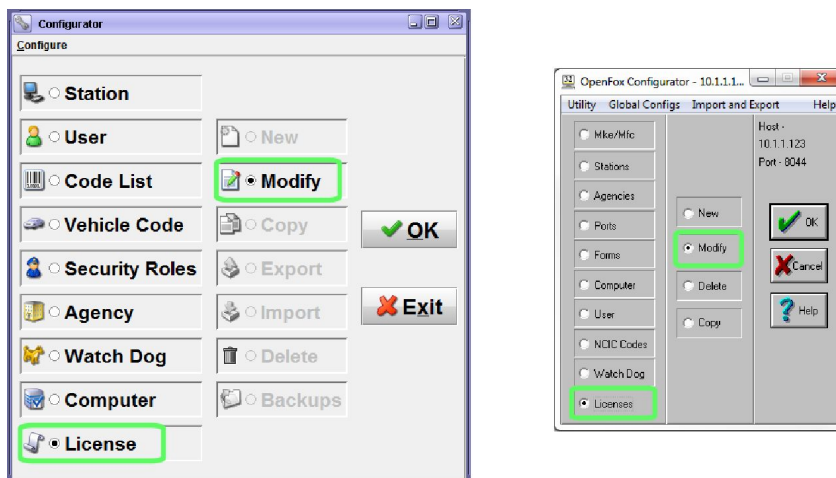 Configurator
Configure
Station
User
New
Code List
Modify
Vehicle Code
Copy
OK
Security Roles
Export
Agency
Import
Exit
Watch Dog
Delete
Computer
Backups
License
OpenFox Configurator - 10.1.1.1...
Utility Global Configs Import and Export Help
Mke/Mfc
Host -
10.1.1.123
Port - 8044
Stations
Agencies
New
OK
Ports
Modify
Forms
Cancel
Computer
Delete
User
Copy
Help
NCIC Codes
Watch Dog
Licenses